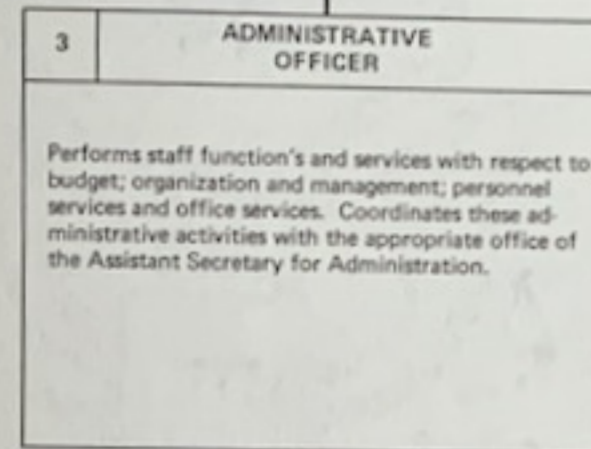 3
ADMINISTRATIVE
OFFICER
Performs staff function's and services with respect to
budget; organization and management; personnel
services and office services. Coordinates these ad-
ministrative activities with the appropriate office of
the Assistant Secretary for Administration.